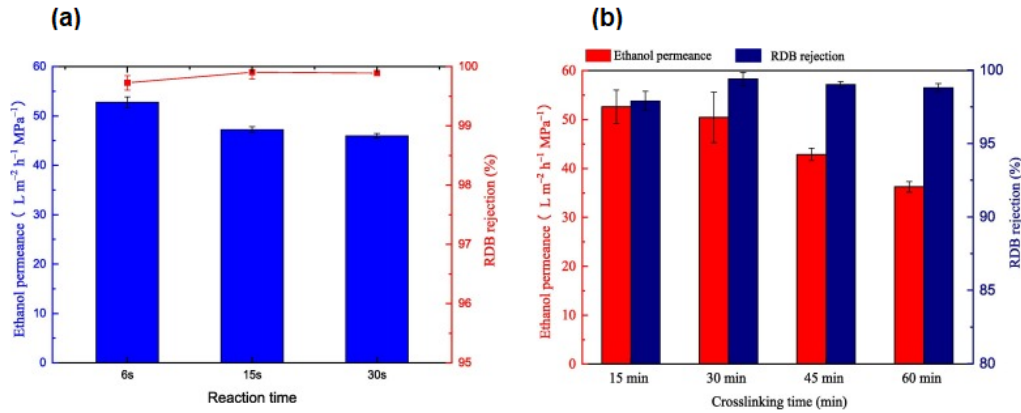 (a)
60
50
40
30
20
10
0
Ethanol permeance( L m⁻² h⁻¹ MPa⁻¹)
100
99
98
97
96
95
RDB rejection (%)
6s 15s 30s
Reaction time
(b)
Ethanol permeance RDB rejection
60
50
40
30
20
10
0
Ethanol permeance( L m⁻² h⁻¹ MPa⁻¹)
100
95
90
85
80
RDB rejection (%)
15 min 30 min 45 min 60 min
Crosslinking time (min)